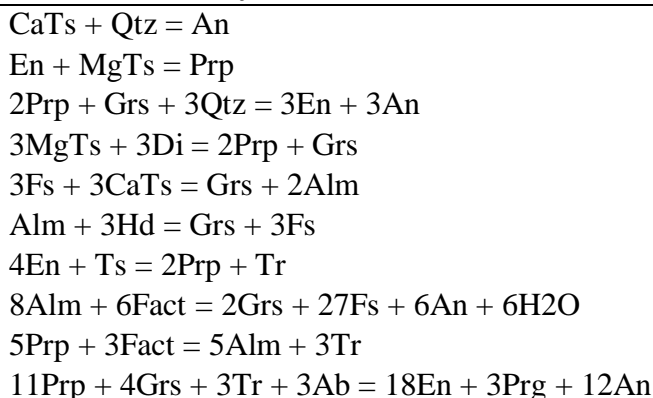 CaTs + Qtz = An
En + MgTs = Prp
2Prp + Grs + 3Qtz = 3En + 3An
3MgTs + 3Di = 2Prp + Grs
3Fs + 3CaTs = Grs + 2Alm
Alm + 3Hd = Grs + 3Fs
4En + Ts = 2Prp + Tr
8Alm + 6Fact = 2Grs + 27Fs + 6An + 6H2O
5Prp + 3Fact = 5Alm + 3Tr
11Prp + 4Grs + 3Tr + 3Ab = 18En + 3Prg + 12An